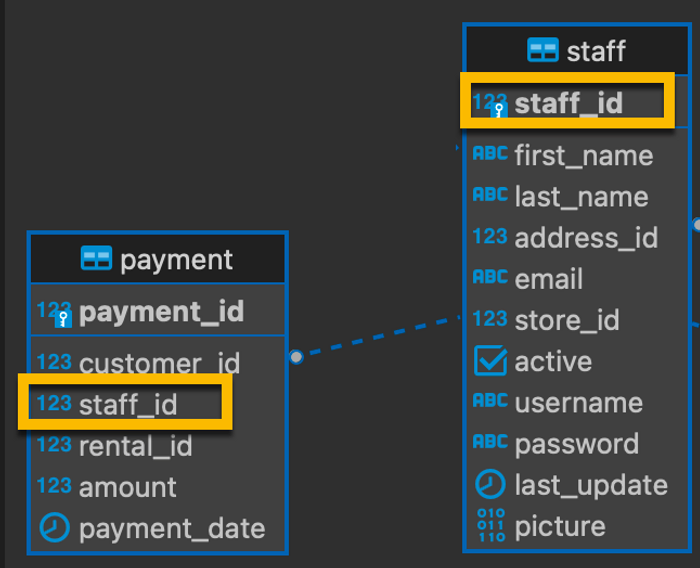 staff
123 staff_id
ABC first_name
ABC last_name
123 address_id
ABC email
123 store_id
active
ABC username
ABC password
last_update
010
011
110 picture
payment
123 payment_id
123 customer_id
123 staff_id
123 rental_id
123 amount
payment_date